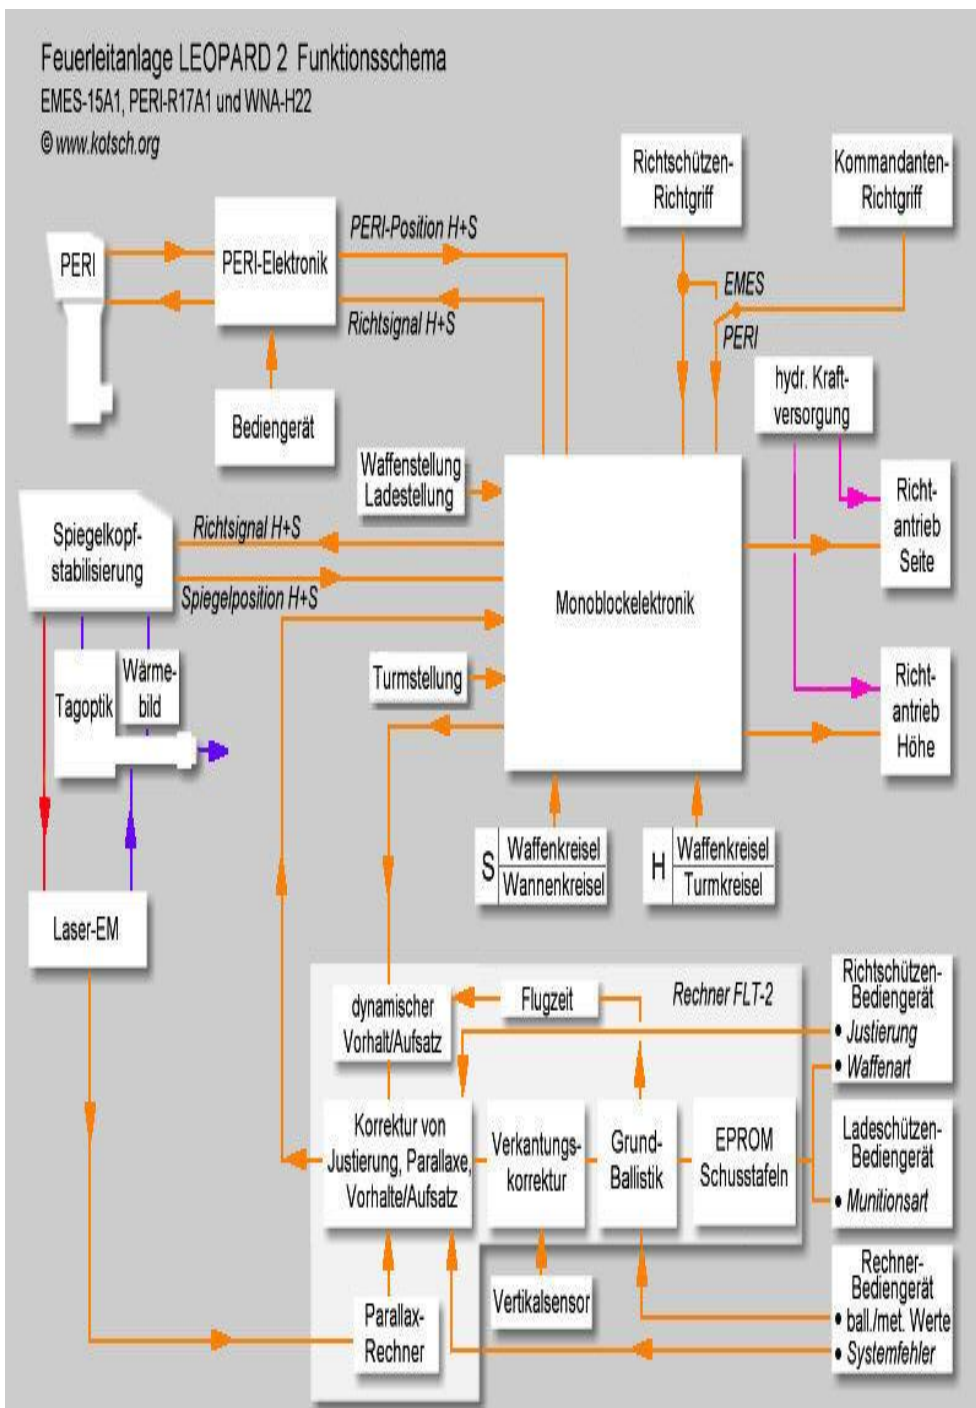 Feuerleitanlage LEOPARD 2 Funktionsschema
EMES-15A1, PERI-R17A1 und WNA-H22
© www.kotsch.org
Richtschützen-
Richtgriff
Kommandanten-
Richtgriff
PERI
PERI-Elektronik
PERI-Position H+S
Richtsignal H+S
EMES
PERI
Bediengerät
hydr. Kraft-
versorgung
Waffenstellung
Ladestellung
Richt-
antrieb
Seite
Spiegelkopf-
stabilisierung
Richtsignal H+S
Spiegelposition H+S
Monoblockelektronik
Tagoptik
Wärme-
bild
Turmstellung
Richt-
antrieb
Höhe
S
Waffenkreisel
Wannenkreisel
H
Waffenkreisel
Turmkreisel
Laser-EM
dynamischer
Vorhalt/Aufsatz
Flugzeit
Rechner FLT-2
Richtschützen-
Bediengerät
• Justierung
• Waffenart
Korrektur von
Justierung, Parallaxe,
Vorhalte/Aufsatz
Verkantungs-
korrektur
Grund-
Ballistik
EPROM
Schusstafeln
Ladeschützen-
Bediengerät
• Munitionsart
Parallax-
Rechner
Vertikalsensor
Rechner-
Bediengerät
• ball./met. Werte
• Systemfehler